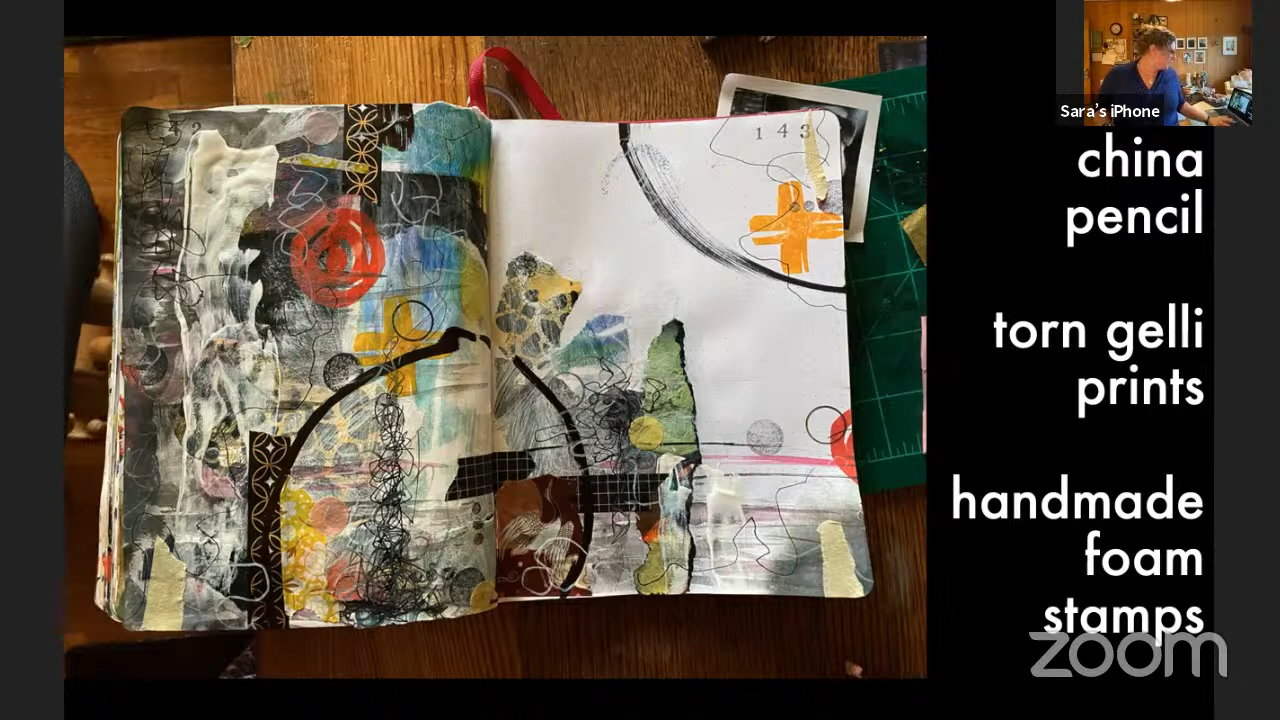 Sara's iPhone
china
pencil
torn gelli
prints
handmade
foam
stamps
zoom
143